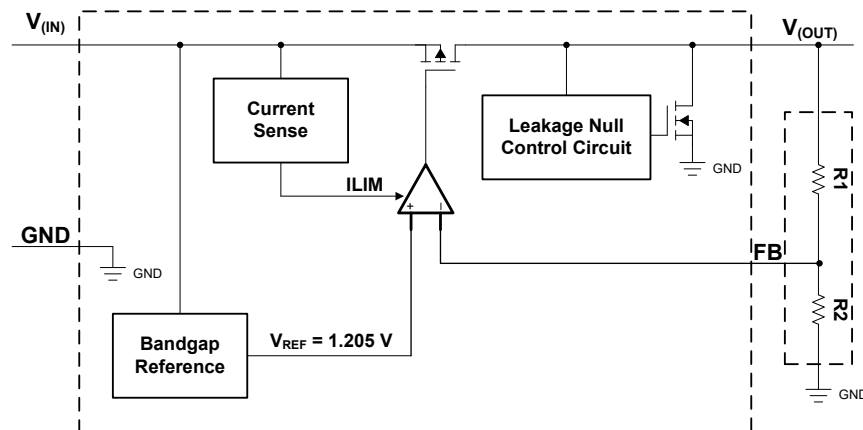 V(IN)
V(OUT)
Current
Sense
Leakage Null
Control Circuit
GND
R1
ILIM
+
–
GND
GND
FB
R2
Bandgap
Reference
VREF = 1.205 V
GND